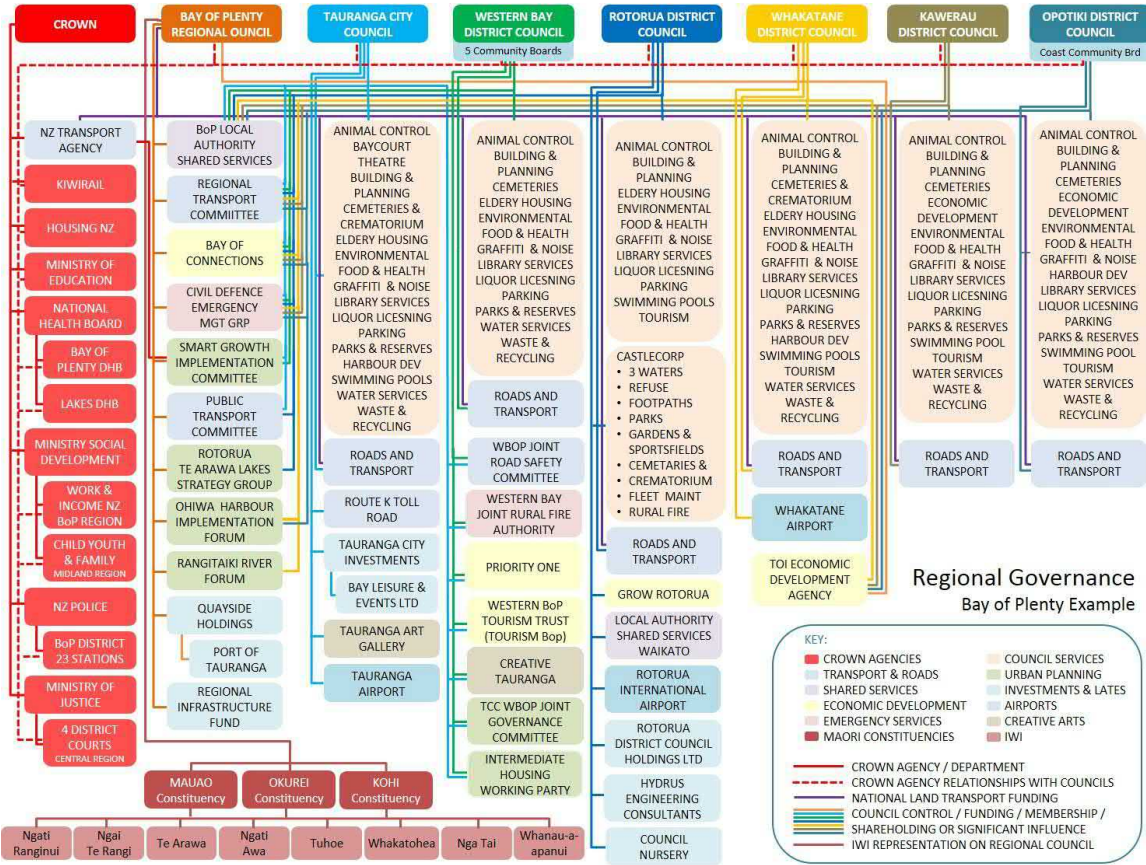 CROWN
BAY OF PLENTY
REGIONAL OUNCIL
TAURANGA CITY
COUNCIL
WESTERN BAY
DISTRICT COUNCIL
5 Community Boards
ROTORUA DISTRICT
COUNCIL
WHAKATANE DISTRICT
COUNCIL
KAWERAU
DISTRICT COUNCIL
OPOTIKI DISTRICT
COUNCIL
Coast Community Brd
NZ TRANSPORT
AGENCY
KIWIRAIL
HOUSING NZ
MINISTRY OF
EDUCATION
NATIONAL
HEALTH BOARD
BAY OF
PLENTY DHB
LAKES DHB
MINISTRY SOCIAL
DEVELOPMENT
WORK &
INCOME NZ
BoP REGION
CHILD YOUTH
& FAMILY
MIDLAND REGION
NZ POLICE
BoP DISTRICT
23 STATIONS
MINISTRY OF
JUSTICE
4 DISTRICT
COURTS
CENTRAL REGION
BoP LOCAL
AUTHORITY
SHARED SERVICES
REGIONAL
TRANSPORT
COMMIITTEE
BAY OF
CONNECTIONS
CIVIL DEFENCE
EMERGENCY
MGT GRP
SMART GROWTH
IMPLEMENTATION
COMMITTEE
PUBLIC
TRANSPORT
COMMITTEE
ROTORUA
TE ARAWA LAKES
STRATEGY GROUP
OHIWA HARBOUR
IMPLEMENTATION
FORUM
RANGITAIKI RIVER
FORUM
QUAYSIDE
HOLDINGS
PORT OF
TAURANGA
REGIONAL
INFRASTRUCTURE
FUND
ANIMAL CONTROL
BAYCOURT
THEATRE
BUILDING &
PLANNING
CEMETERIES &
CREMATORIUM
ELDERY HOUSING
ENVIRONMENTAL
FOOD & HEALTH
GRAFFITI & NOISE
LIBRARY SERVICES
LIQUOR LICESNING
PARKING
PARKS & RESERVES
HARBOUR DEV
SWIMMING POOLS
WATER SERVICES
WASTE &
RECYCLING
ROADS AND
TRANSPORT
ROUTE K TOLL
ROAD
TAURANGA CITY
INVESTMENTS
BAY LEISURE &
EVENTS LTD
TAURANGA ART
GALLERY
TAURANGA
AIRPORT
ANIMAL CONTROL
BUILDING &
PLANNING
CEMETERIES
ELDERY HOUSING
ENVIRONMENTAL
FOOD & HEALTH
GRAFFITI & NOISE
LIBRARY SERVICES
LIQUOR LICESNING
PARKING
PARKS & RESERVES
WATER SERVICES
WASTE &
RECYCLING
ROADS AND
TRANSPORT
WBOP JOINT
ROAD SAFETY
COMMITTEE
WESTERN BAY
JOINT RURAL FIRE
AUTHORITY
PRIORITY ONE
WESTERN BoP
TOURISM TRUST
(TOURISM Bop)
CREATIVE
TAURANGA
TCC WBOP JOINT
GOVERNANCE
COMMITTEE
INTERMEDIATE
HOUSING
WORKING PARTY
ANIMAL CONTROL
BUILDING &
PLANNING
ELDERY HOUSING
ENVIRONMENTAL
FOOD & HEALTH
GRAFFITI & NOISE
LIBRARY SERVICES
LIQUOR LICESNING
PARKING
SWIMMING POOLS
TOURISM
CASTLECORP
• 3 WATERS
• REFUSE
• FOOTPATHS
• PARKS
• GARDENS &
SPORTSFIELDS
• CEMETARIES &
• CREMATORIUM
• FLEET MAINT
• RURAL FIRE
ROADS AND
TRANSPORT
GROW ROTORUA
LOCAL AUTHORITY
SHARED SERVICES
WAIKATO
ROTORUA
INTERNATIONAL
AIRPORT
ROTORUA
DISTRICT COUNCIL
HOLDINGS LTD
HYDRUS
ENGINEERING
CONSULTANTS
COUNCIL
NURSERY
ANIMAL CONTROL
BUILDING &
PLANNING
CEMETERIES &
CREMATORIUM
ELDERY HOUSING
ENVIRONMENTAL
FOOD & HEALTH
GRAFFITI & NOISE
LIBRARY SERVICES
LIQUOR LICESNING
PARKING
PARKS & RESERVES
HARBOUR DEV
SWIMMING POOLS
TOURISM
WATER SERVICES
WASTE &
RECYCLING
ROADS AND
TRANSPORT
WHAKATANE
AIRPORT
TOI ECONOMIC
DEVELOPMENT
AGENCY
ANIMAL CONTROL
BUILDING &
PLANNING
CEMETERIES
ECONOMIC
DEVELOPMENT
ENVIRONMENTAL
FOOD & HEALTH
GRAFFITI & NOISE
LIBRARY SERVICES
LIQUOR LICESNING
PARKING
PARKS & RESERVES
SWIMMING POOL
TOURISM
WATER SERVICES
WASTE &
RECYCLING
ROADS AND
TRANSPORT
ANIMAL CONTROL
BUILDING &
PLANNING
CEMETERIES
ECONOMIC
DEVELOPMENT
ENVIRONMENTAL
FOOD & HEALTH
GRAFFITI & NOISE
HARBOUR DEV
LIBRARY SERVICES
LIQUOR LICESNING
PARKING
PARKS & RESERVES
SWIMMING POOL
TOURISM
WATER SERVICES
WASTE &
RECYCLING
ROADS AND
TRANSPORT
MAUAO
Constituency
OKUREI
Constituency
KOHI
Constituency
Ngati
Ranginui
Ngai
Te Rangi
Te Arawa
Ngati
Awa
Tuhoe
Whakatohea
Nga Tai
Whanau-a-
apanui
Regional Governance
Bay of Plenty Example
KEY:
CROWN AGENCIES
TRANSPORT & ROADS
SHARED SERVICES
ECONOMIC DEVELOPMENT
EMERGENCY SERVICES
MAORI CONSTITUENCIES
COUNCIL SERVICES
URBAN PLANNING
INVESTMENTS & LATES
AIRPORTS
CREATIVE ARTS
IWI
CROWN AGENCY / DEPARTMENT
CROWN AGENCY RELATIONSHIPS WITH COUNCILS
NATIONAL LAND TRANSPORT FUNDING
COUNCIL CONTROL / FUNDING / MEMBERSHIP /
SHAREHOLDING OR SIGNIFICANT INFLUENCE
IWI REPRESENTATION ON REGIONAL COUNCIL